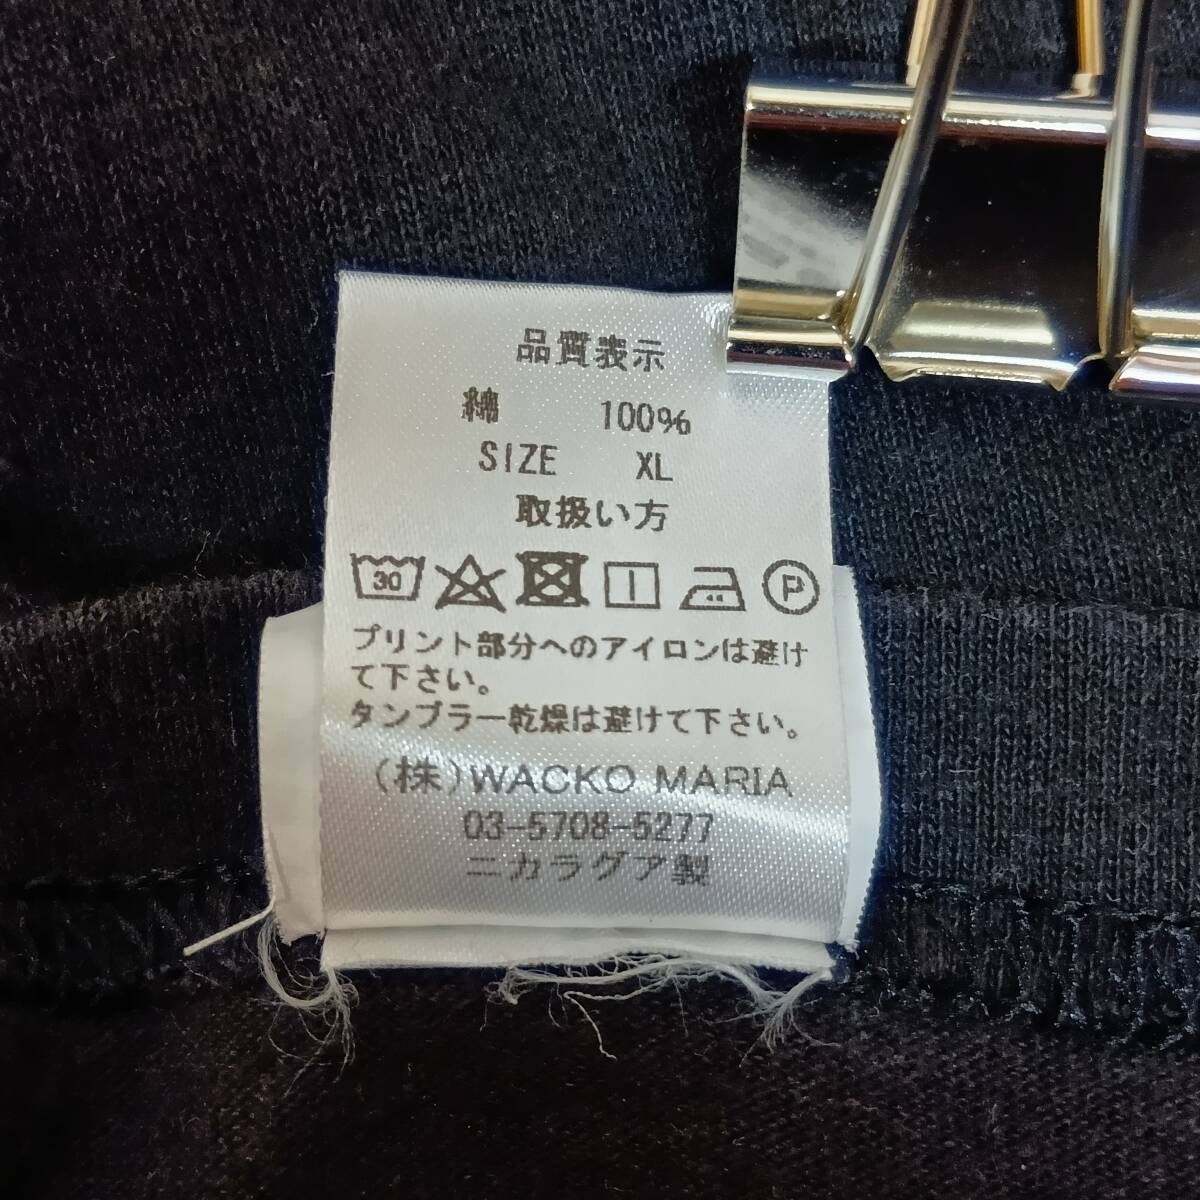 品質表示
綿 100%
SIZE XL
取扱い方
30 P
プリント部分へのアイロンは避け
て下さい。
タンブラー乾燥は避けて下さい。
(株)WACKO MARIA
03-5708-5277
ニカラグア製